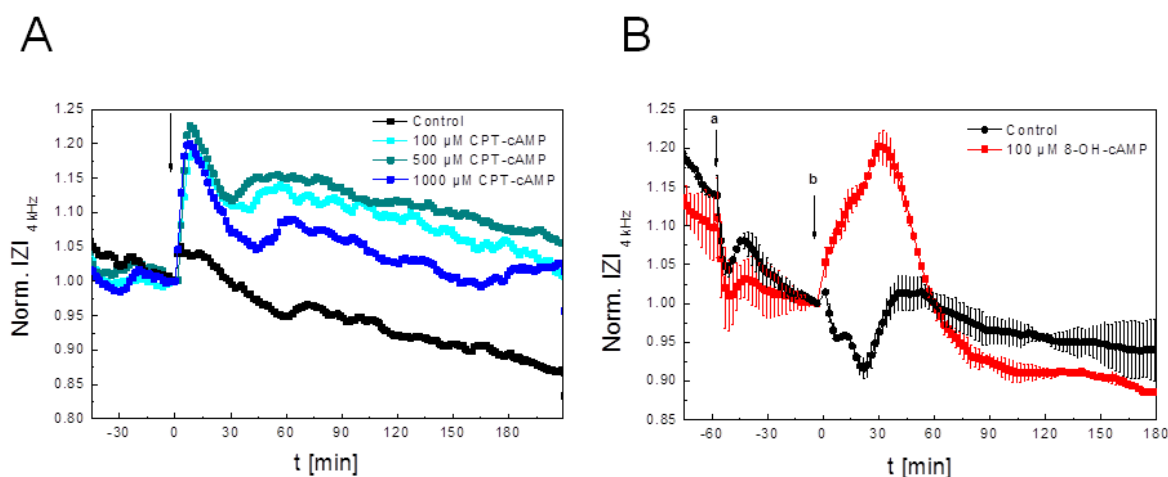 A
Norm. IZI 4 kHz
1.25
1.20
1.15
1.10
1.05
1.00
0.95
0.90
0.85
0.80
Control
100 µM CPT-cAMP
500 µM CPT-cAMP
1000 µM CPT-cAMP
-30 0 30 60 90 120 150 180
t [min]
B
Norm. IZI 4 kHz
1.25
1.20
1.15
1.10
1.05
1.00
0.95
0.90
0.85
a
b
Control
100 µM 8-OH-cAMP
-60 -30 0 30 60 90 120 150 180
t [min]